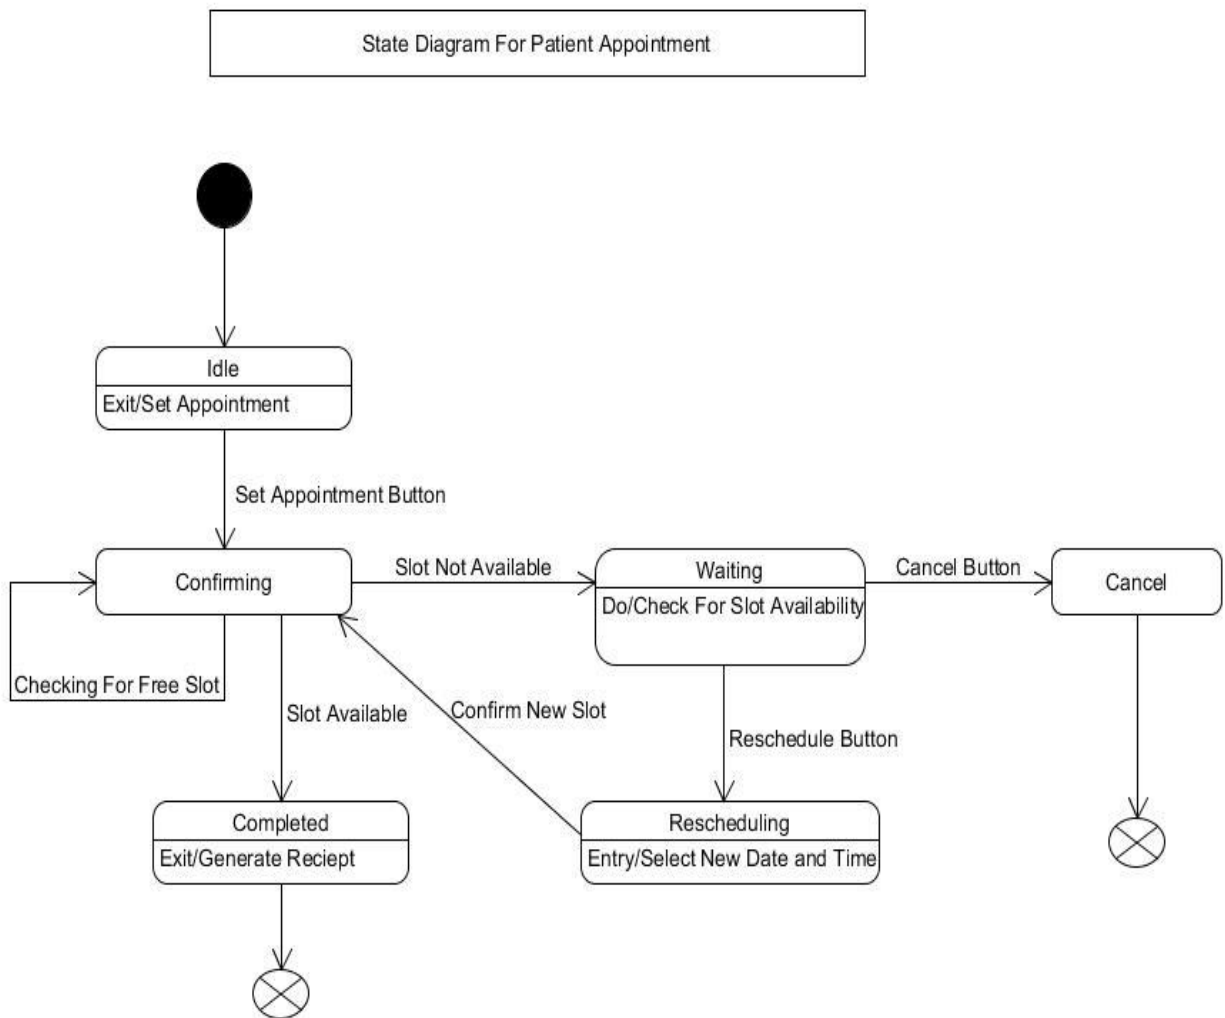 State Diagram For Patient Appointment
Idle
Exit/Set Appointment
Set Appointment Button
Confirming
Slot Not Available
Waiting
Do/Check For Slot Availability
Cancel Button
Cancel
Checking For Free Slot
Slot Available
Confirm New Slot
Reschedule Button
Completed
Exit/Generate Reciept
Rescheduling
Entry/Select New Date and Time